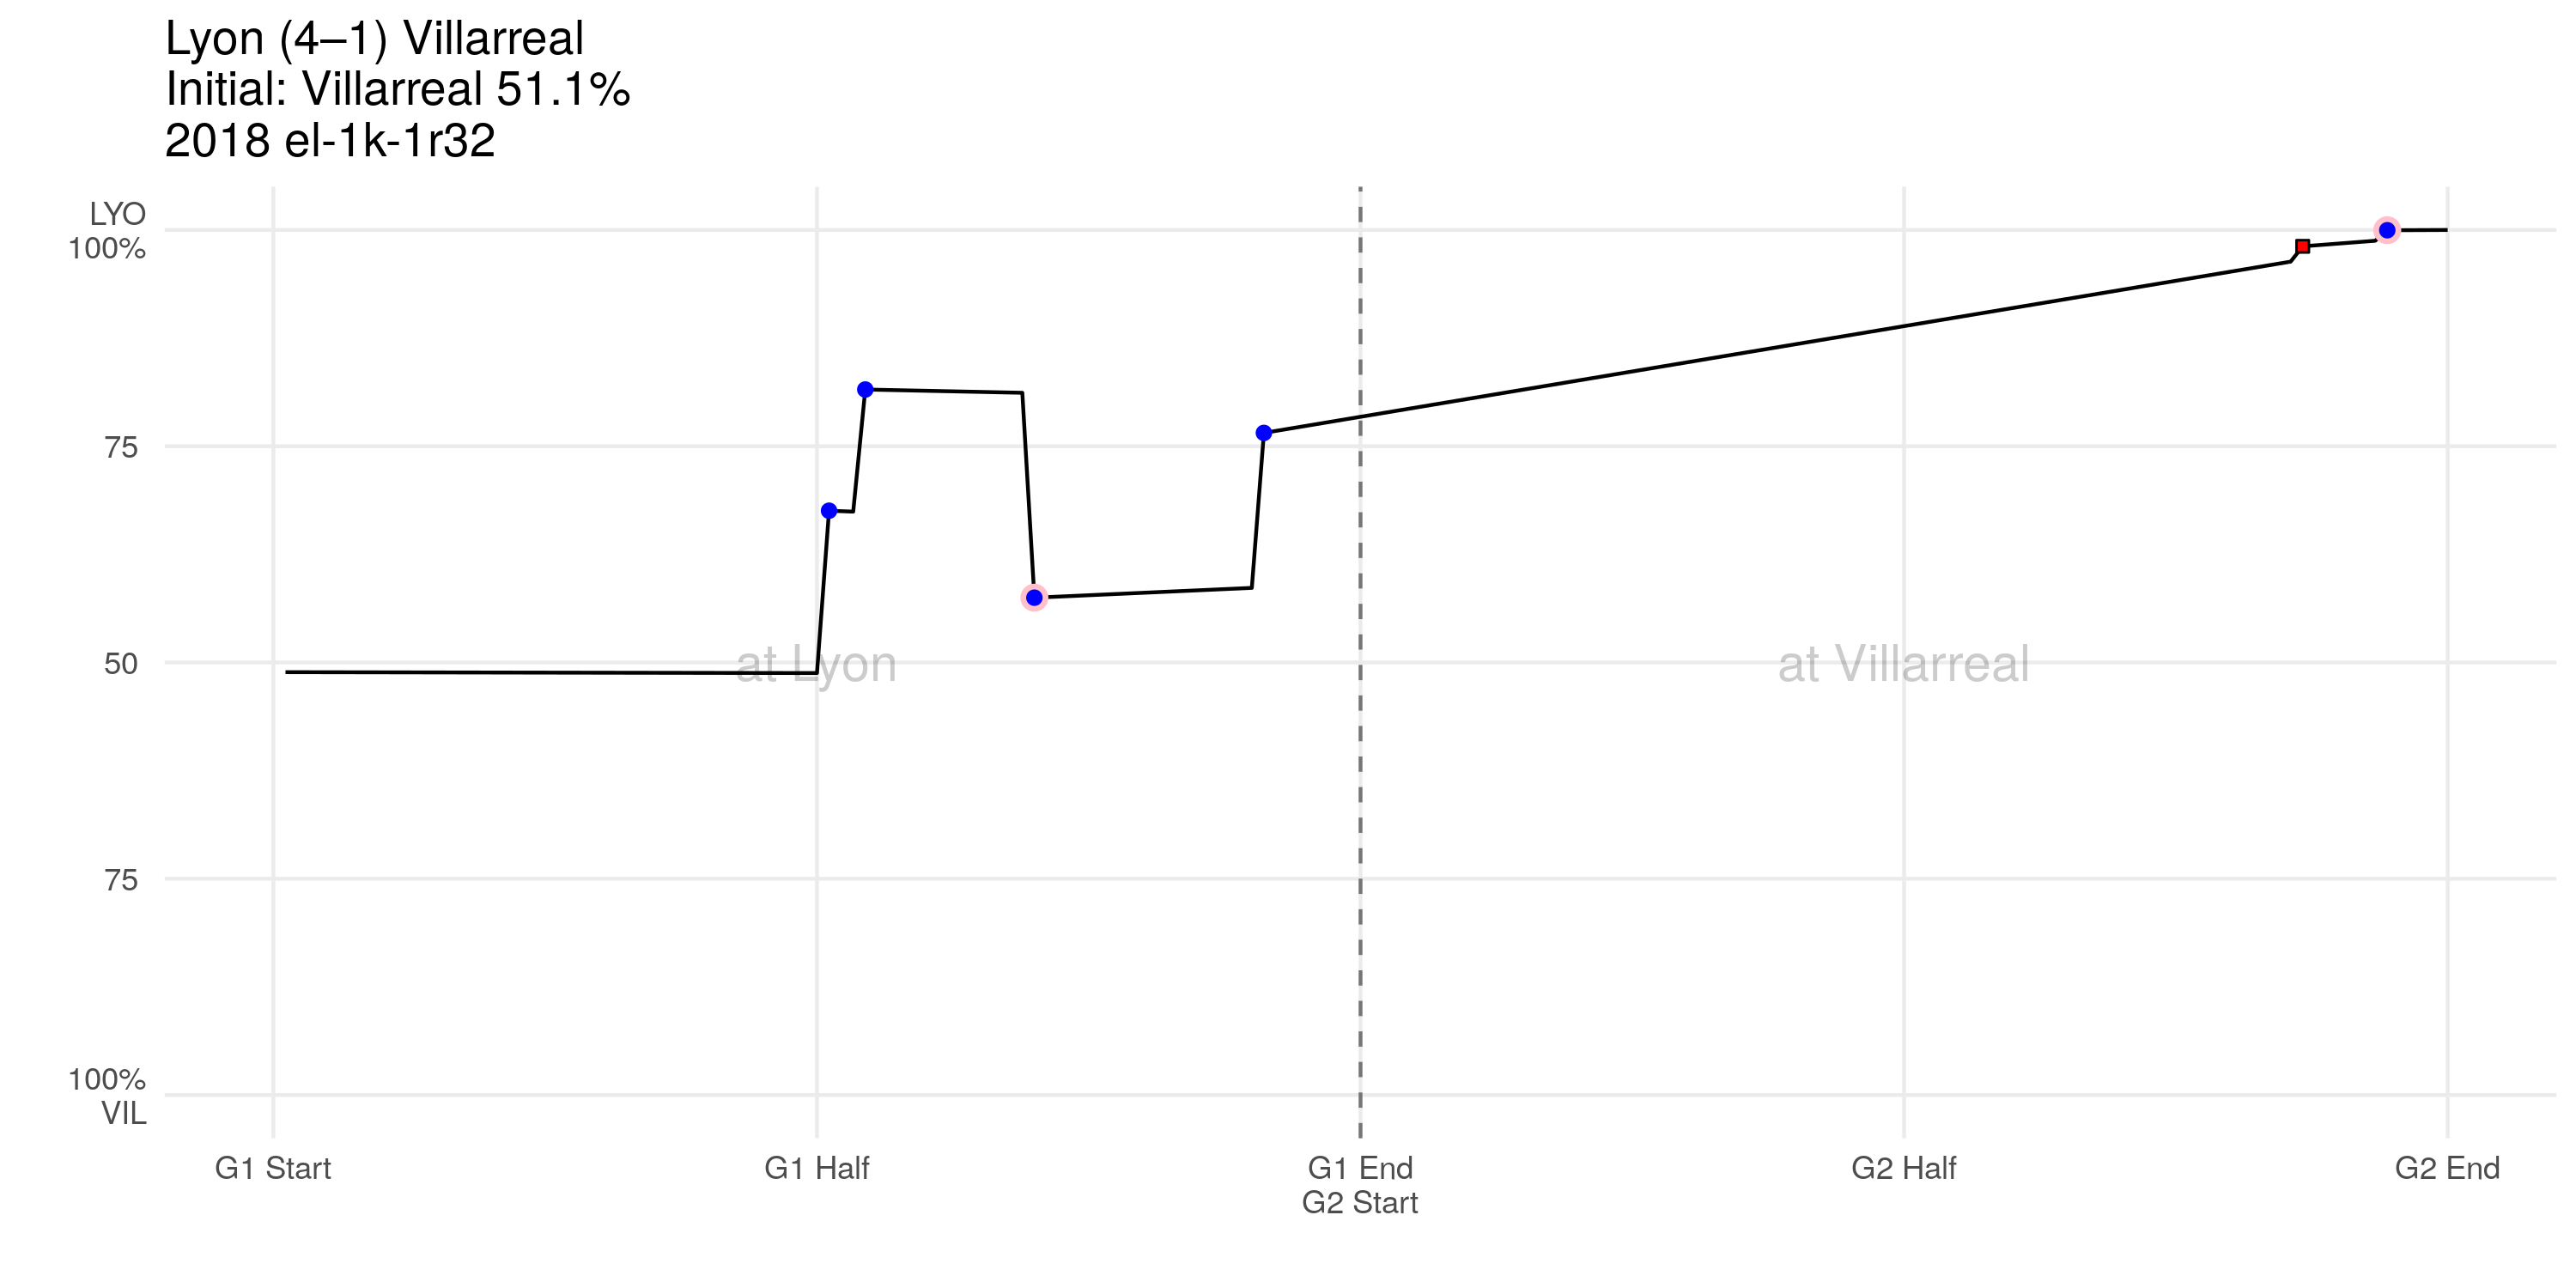 Lyon (4–1) Villarreal
Initial: Villarreal 51.1%
2018 el-1k-1r32
LYO
100%
75
50
at Lyon
at Villarreal
75
100%
VIL
G1 Start
G1 Half
G1 End
G2 Start
G2 Half
G2 End